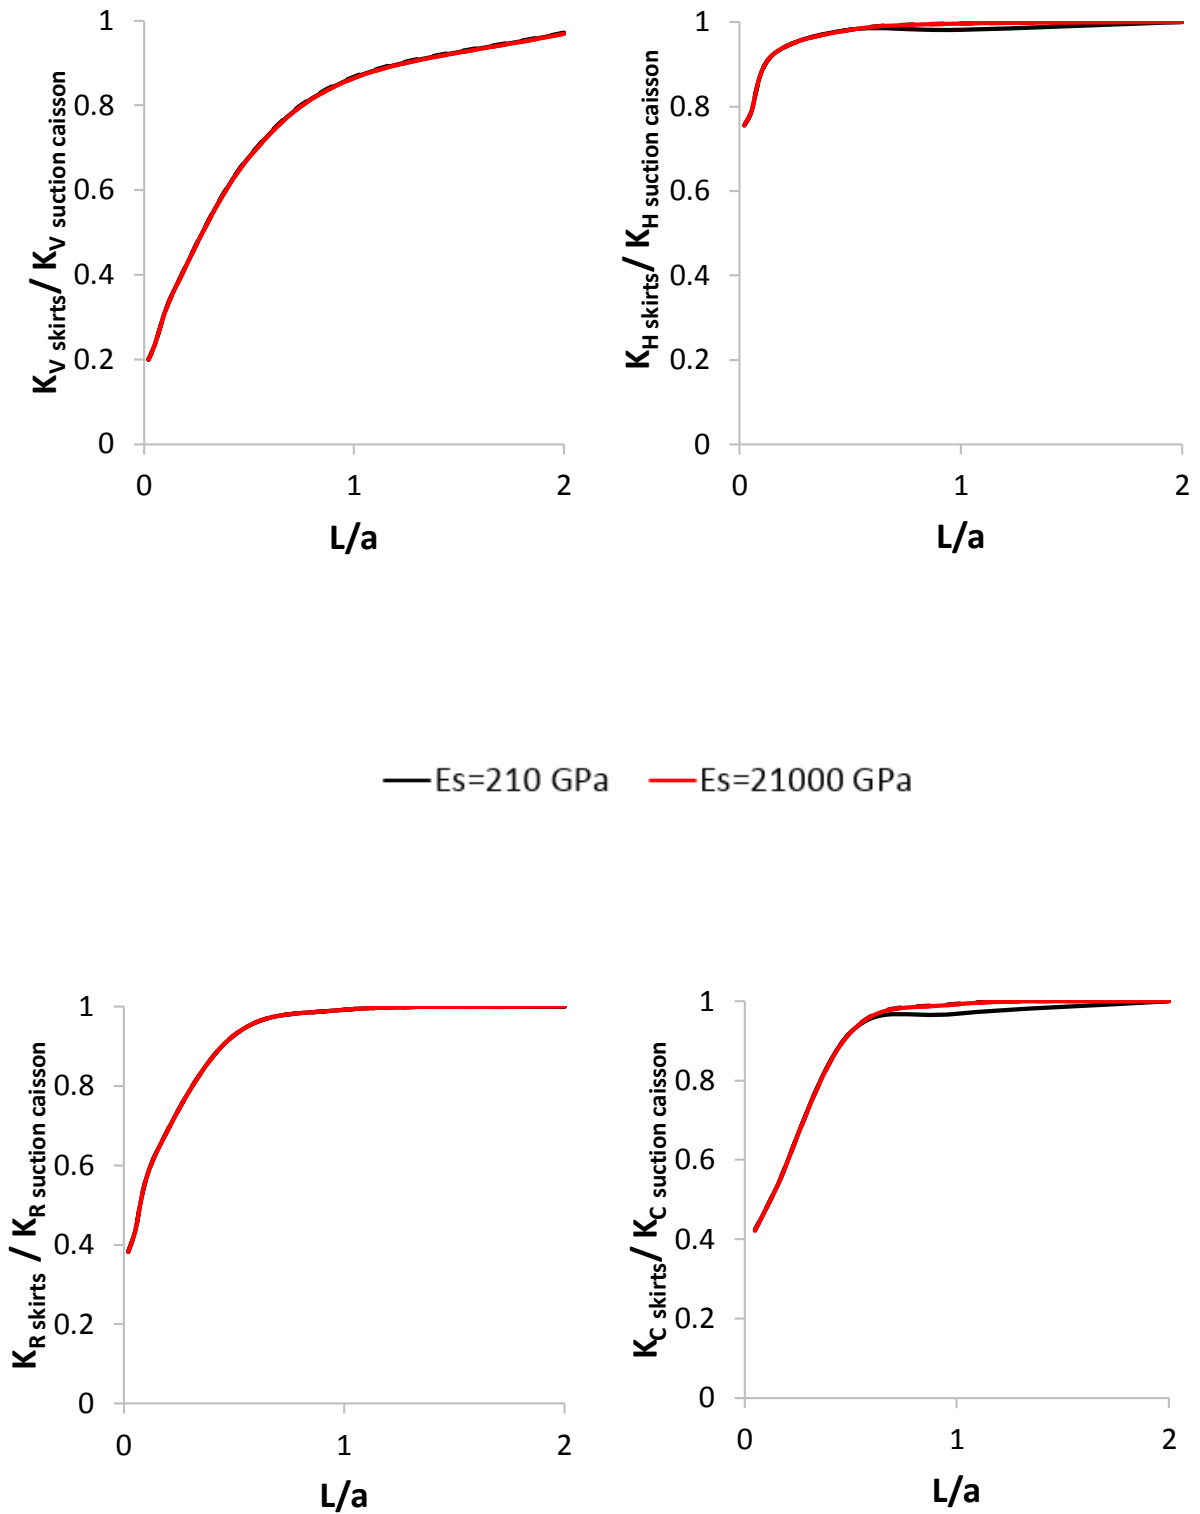 K_V skirts / K_V suction caisson
1
0.8
0.6
0.4
0.2
0
0 1 2
L/a
K_H skirts / K_H suction caisson
1
0.8
0.6
0.4
0.2
0
0 1 2
L/a
Es=210 GPa Es=21000 GPa
K_R skirts / K_R suction caisson
1
0.8
0.6
0.4
0.2
0
0 1 2
L/a
K_C skirts / K_C suction caisson
1
0.8
0.6
0.4
0.2
0
0 1 2
L/a